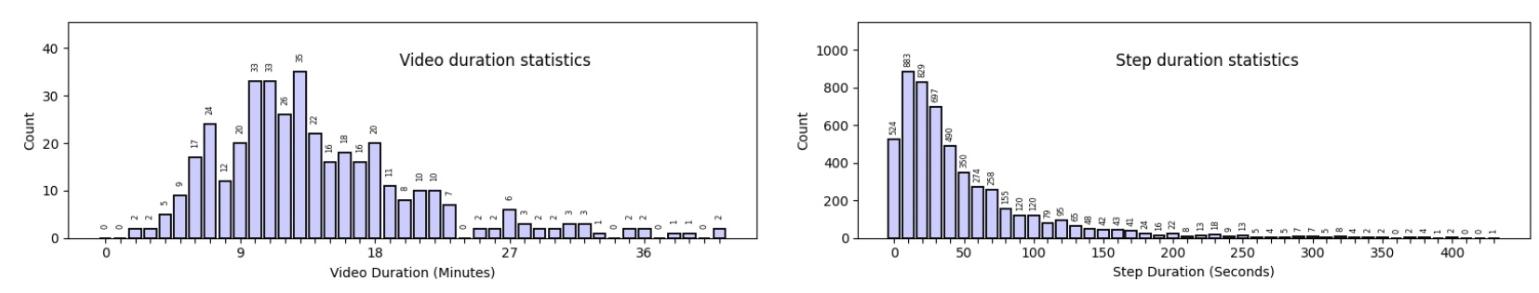 Video duration statistics
Count
40
30
20
10
0
0 0 2 2 5 9 17 24 12 20 33 33 26 35 22 16 18 16 20 11 8 10 10 7 0 2 2 6 3 2 2 3 3 1 0 2 2 0 1 1 0 2
0 9 18 27 36
Video Duration (Minutes)
Step duration statistics
Count
1000
800
600
400
200
0
524 883 829 697 490 350 274 258 155 120 120 79 95 65 48 42 43 41 24 16 22 8 13 18 9 13 5 4 5 7 7 5 8 4 2 2 0 2 4 1 2 0 0 1
0 50 100 150 200 250 300 350 400
Step Duration (Seconds)